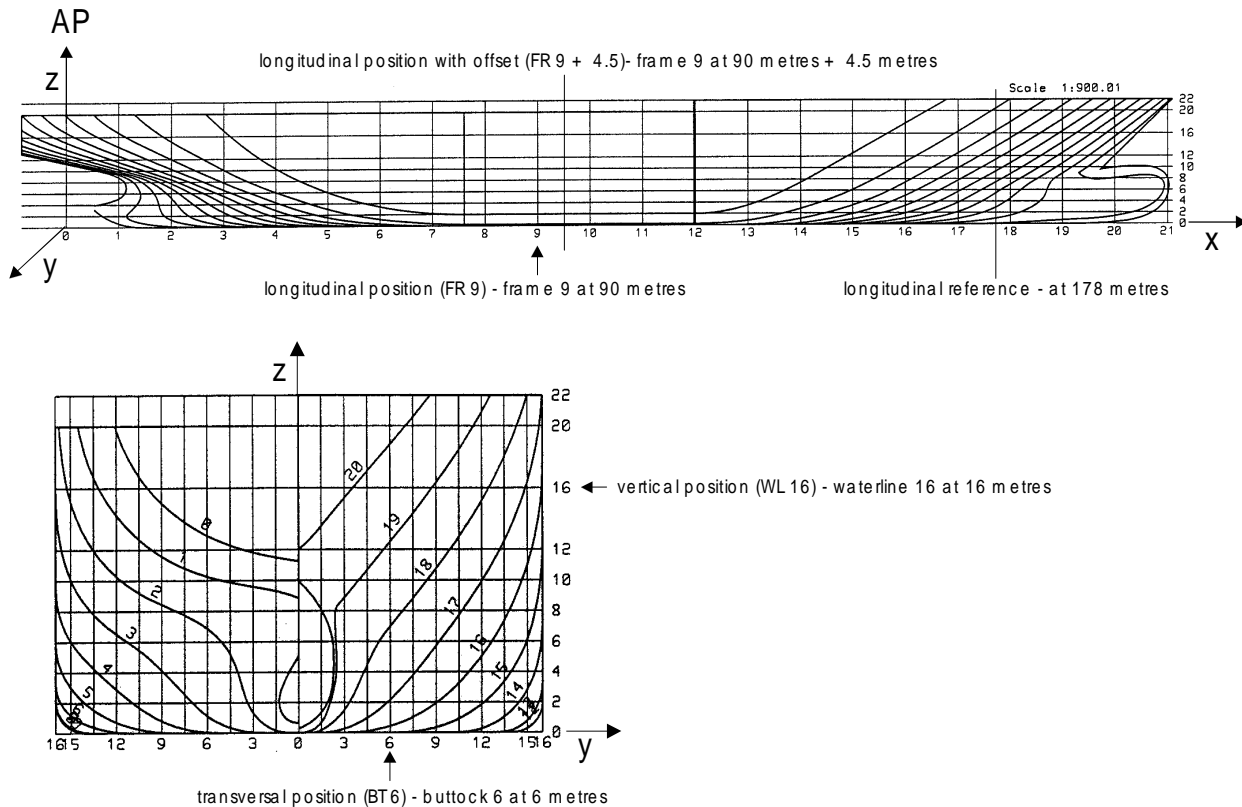 AP
z
longitudinal position with offset (FR 9 + 4.5)- frame 9 at 90 metres + 4.5 metres
Scale 1:900.01
22
20
16
12
10
8
6
4
2
0
0 1 2 3 4 5 6 7 8 9 10 11 12 13 14 15 16 17 18 19 20 21
x
y
longitudinal position (FR 9) - frame 9 at 90 metres
longitudinal reference - at 178 metres
z
22
20
16
12
10
8
6
4
2
0
vertical position (WL 16) - waterline 16 at 16 metres
0 1 2 3 4 5
20 19 18 17 16 15 14
16 15 12 9 6 3 0 3 6 9 12 15 16
y
transversal position (BT6) - buttock 6 at 6 metres